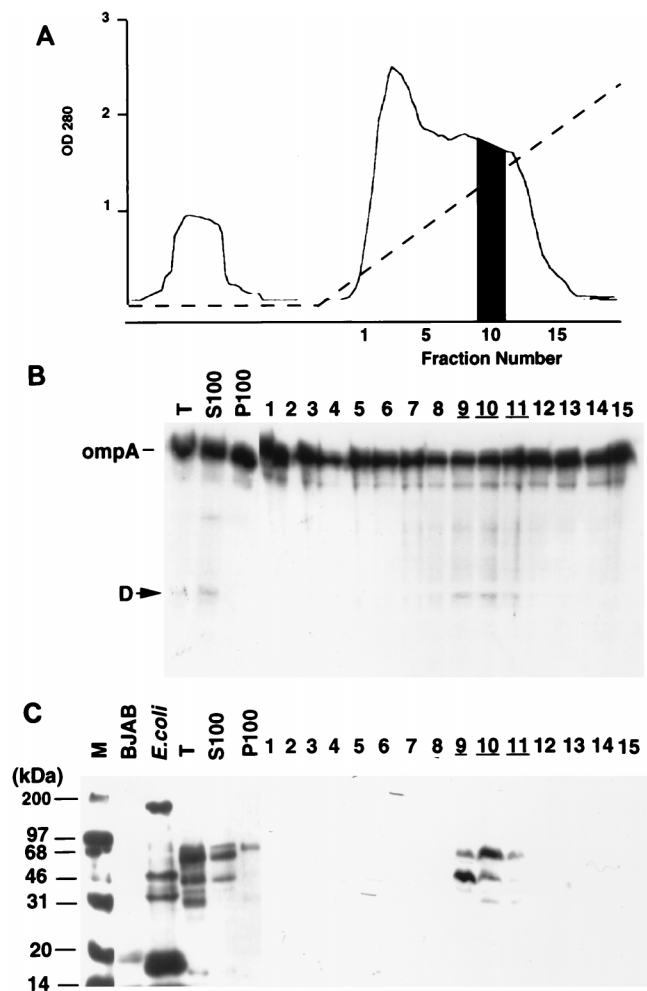 A
3
2
1
OD 280
1 5 10 15
Fraction Number
B
T S100 P100 1 2 3 4 5 6 7 8 9 10 11 12 13 14 15
ompA
D
C
M BJAB E.coli T S100 P100 1 2 3 4 5 6 7 8 9 10 11 12 13 14 15
(kDa)
200
97
68
46
31
20
14